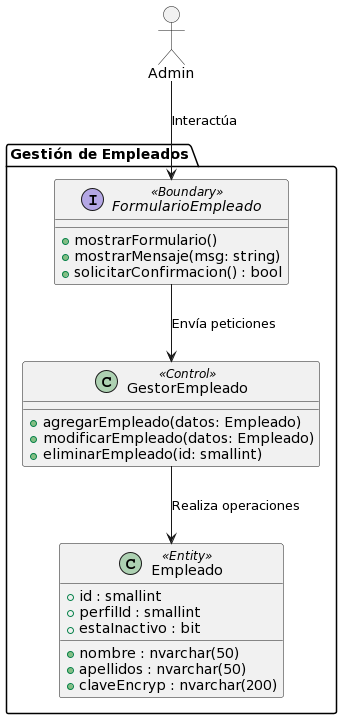 Admin
Interactúa
Gestión de Empleados
I
«Boundary»
FormularioEmpleado
mostrarFormulario()
mostrarMensaje(msg: string)
solicitarConfirmacion() : bool
Envía peticiones
C
«Control»
GestorEmpleado
agregarEmpleado(datos: Empleado)
modificarEmpleado(datos: Empleado)
eliminarEmpleado(id: smallint)
Realiza operaciones
C
«Entity»
Empleado
id : smallint
perfilId : smallint
estaInactivo : bit
nombre : nvarchar(50)
apellidos : nvarchar(50)
claveEncryp : nvarchar(200)